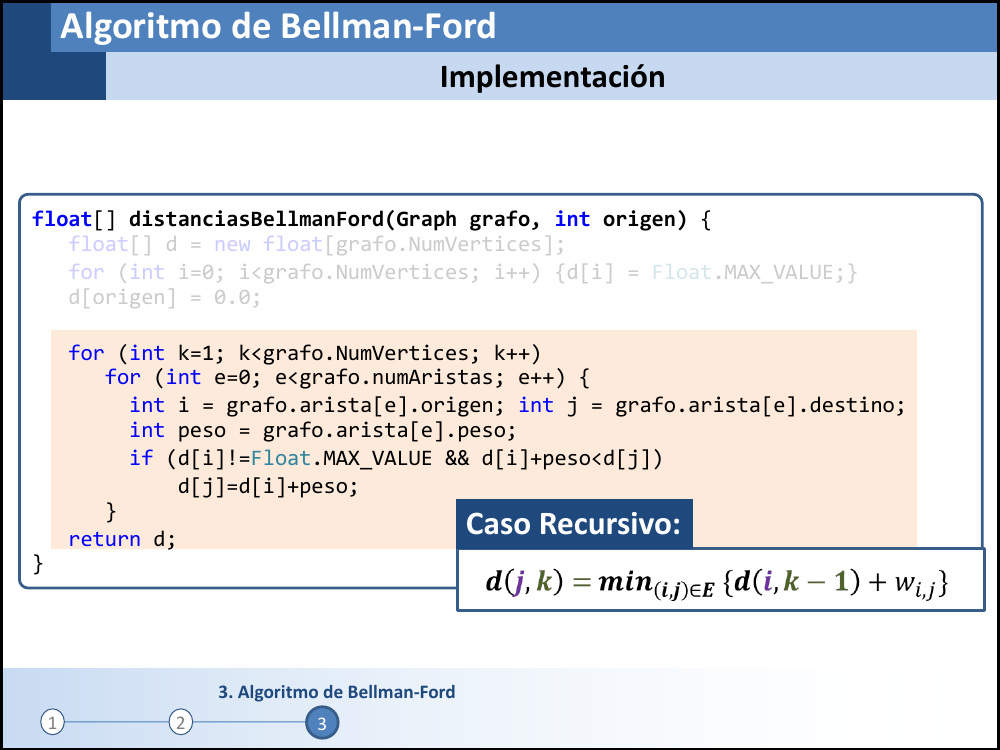 Algoritmo de Bellman-Ford
Implementación
float[] distanciasBellmanFord(Graph grafo, int origen) {
float[] d = new float[grafo.NumVertices];
for (int i=0; i<grafo.NumVertices; i++) {d[i] = Float.MAX_VALUE;}
d[origen] = 0.0;
for (int k=1; k<grafo.NumVertices; k++)
for (int e=0; e<grafo.numAristas; e++) {
int i = grafo.arista[e].origen; int j = grafo.arista[e].destino;
int peso = grafo.arista[e].peso;
if (d[i]!=Float.MAX_VALUE && d[i]+peso<d[j])
d[j]=d[i]+peso;
}
return d;
}
Caso Recursivo:
d(j, k) = min(i,j)∈E {d(i, k − 1) + wi,j}
3. Algoritmo de Bellman-Ford
1 2 3